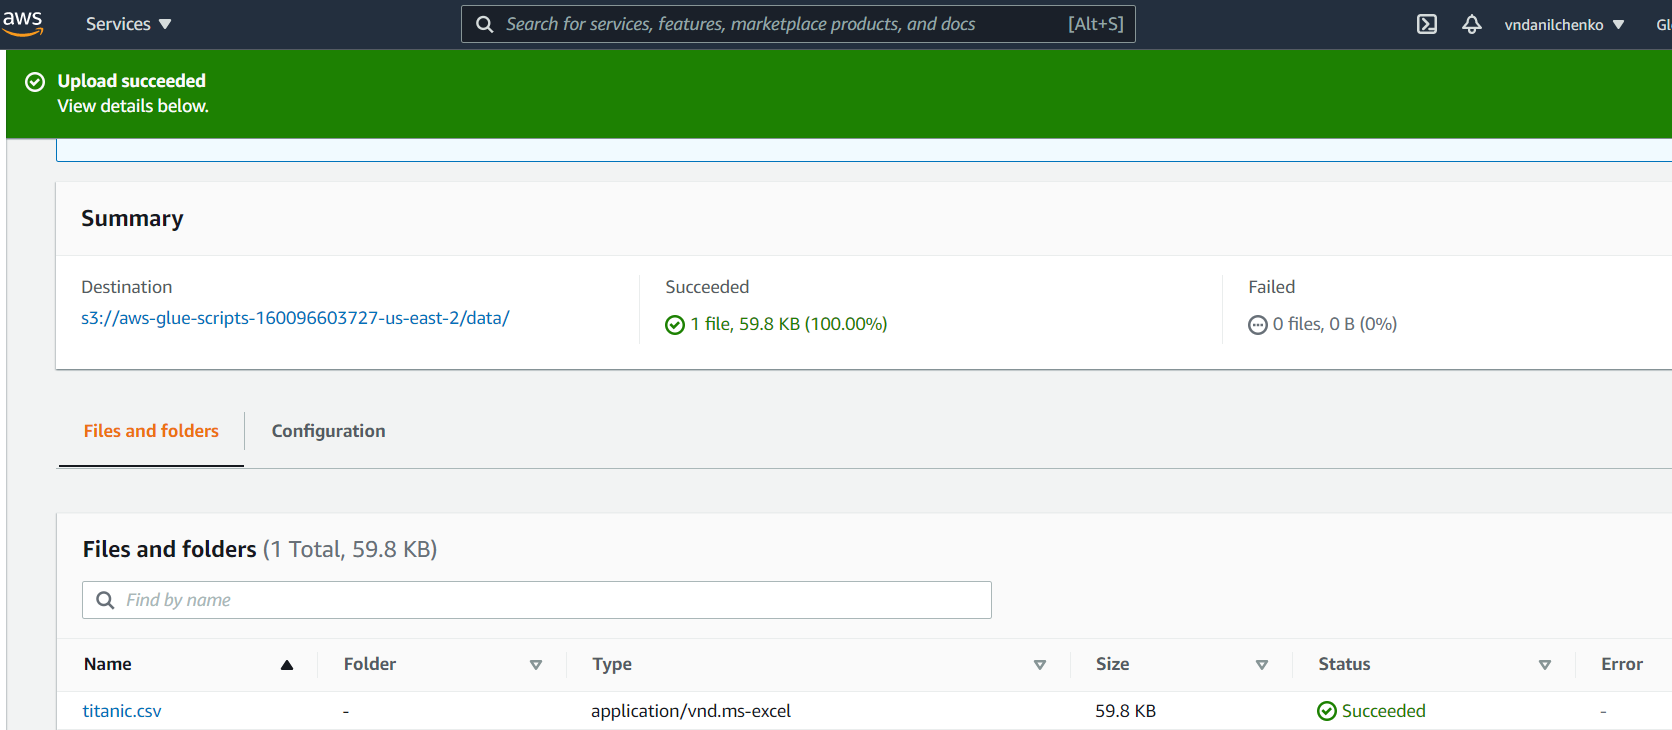 aws Services ▼ Search for services, features, marketplace products, and docs [Alt+S] vndanilchenko ▼ Gl
Upload succeeded
View details below.
Summary
Destination Succeeded Failed
s3://aws-glue-scripts-160096603727-us-east-2/data/ 1 file, 59.8 KB (100.00%) 0 files, 0 B (0%)
Files and folders Configuration
Files and folders (1 Total, 59.8 KB)
Find by name
Name Folder Type Size Status Error
titanic.csv - application/vnd.ms-excel 59.8 KB Succeeded -